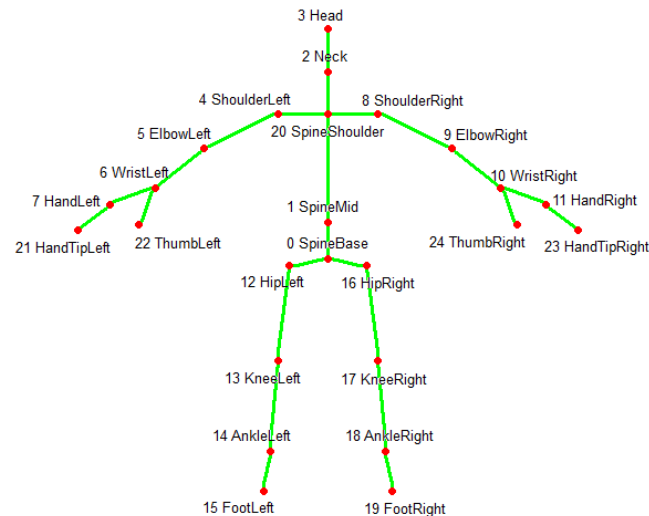 3 Head
2 Neck
4 ShoulderLeft
8 ShoulderRight
20 SpineShoulder
5 ElbowLeft
9 ElbowRight
6 WristLeft
10 WristRight
7 HandLeft
11 HandRight
21 HandTipLeft
22 ThumbLeft
24 ThumbRight
23 HandTipRight
1 SpineMid
0 SpineBase
12 HipLeft
16 HipRight
13 KneeLeft
17 KneeRight
14 AnkleLeft
18 AnkleRight
15 FootLeft
19 FootRight